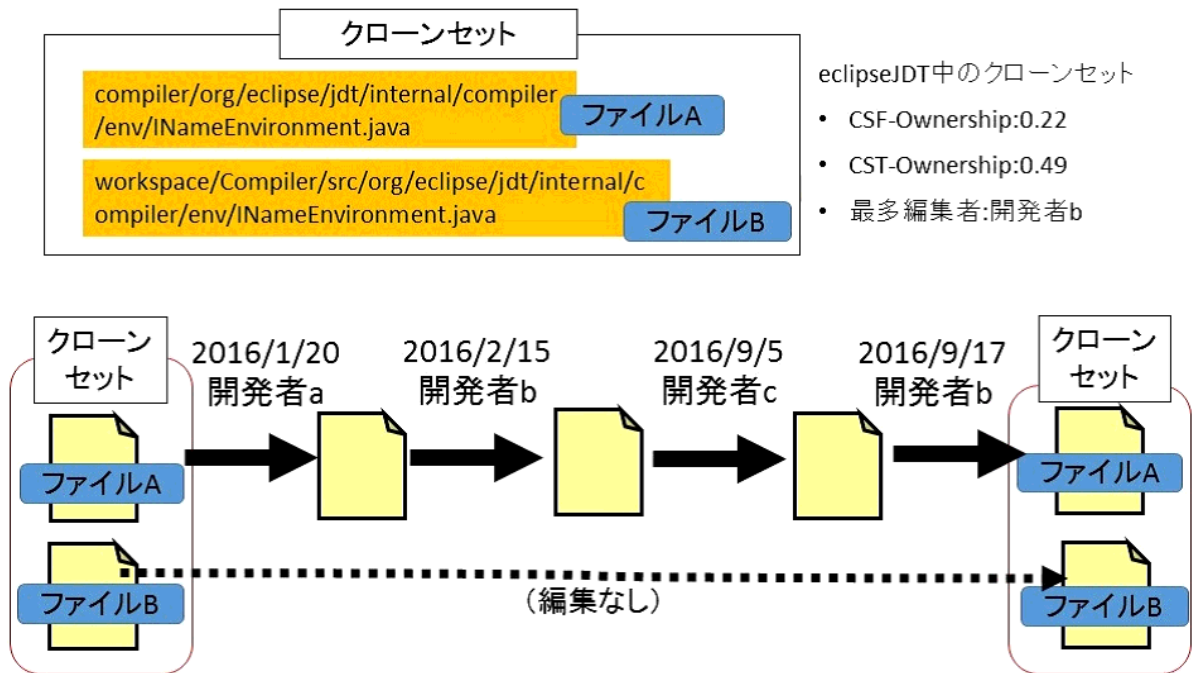 クローンセット
compiler/org/eclipse/jdt/internal/compiler
/env/INameEnvironment.java
ファイルA
workspace/Compiler/src/org/eclipse/jdt/internal/c
ompiler/env/INameEnvironment.java
ファイルB
eclipseJDT中のクローンセット
• CSF-Ownership:0.22
• CST-Ownership:0.49
• 最多編集者:開発者b
クローン
セット
2016/1/20
開発者a
2016/2/15
開発者b
2016/9/5
開発者c
2016/9/17
開発者b
クローン
セット
ファイルA
ファイルA
ファイルB
（編集なし）
ファイルB